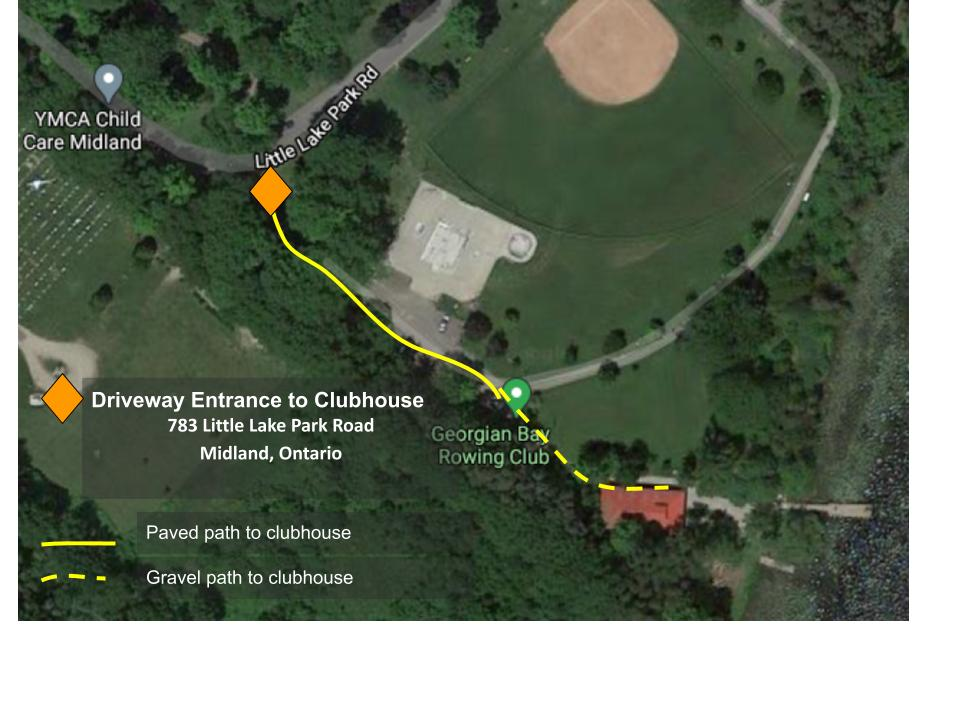 YMCA Child
Care Midland
Little Lake Park Rd
Driveway Entrance to Clubhouse
783 Little Lake Park Road
Midland, Ontario
Georgian Bay
Rowing Club
Paved path to clubhouse
Gravel path to clubhouse